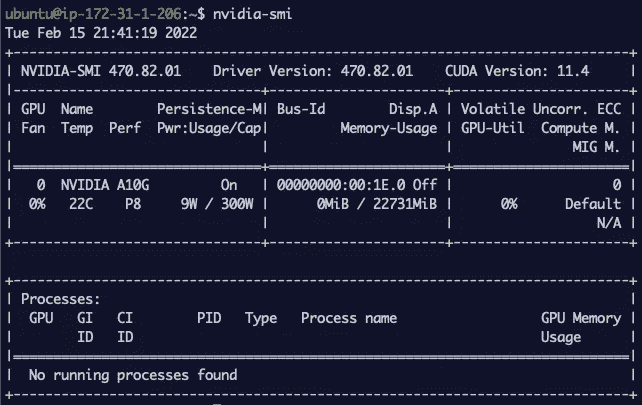 ubuntu@ip-172-31-1-206:~$ nvidia-smi
Tue Feb 15 21:41:19 2022
+-----------------------------------------------------------------------------+
| NVIDIA-SMI 470.82.01    Driver Version: 470.82.01    CUDA Version: 11.4     |
|-------------------------------+----------------------+----------------------+
| GPU  Name        Persistence-M| Bus-Id        Disp.A | Volatile Uncorr. ECC |
| Fan  Temp  Perf  Pwr:Usage/Cap|         Memory-Usage | GPU-Util  Compute M. |
|                               |                      |               MIG M. |
|===============================+======================+======================|
|   0  NVIDIA A10G         On   | 00000000:00:1E.0 Off |                    0 |
|  0%   22C    P8     9W / 300W |      0MiB / 22731MiB |      0%      Default |
|                               |                      |                  N/A |
+-------------------------------+----------------------+----------------------+

+-----------------------------------------------------------------------------+
| Processes:                                                                  |
|  GPU   GI   CI        PID   Type   Process name                  GPU Memory |
|        ID   ID                                                   Usage      |
|=============================================================================|
|  No running processes found                                                 |
+-----------------------------------------------------------------------------+